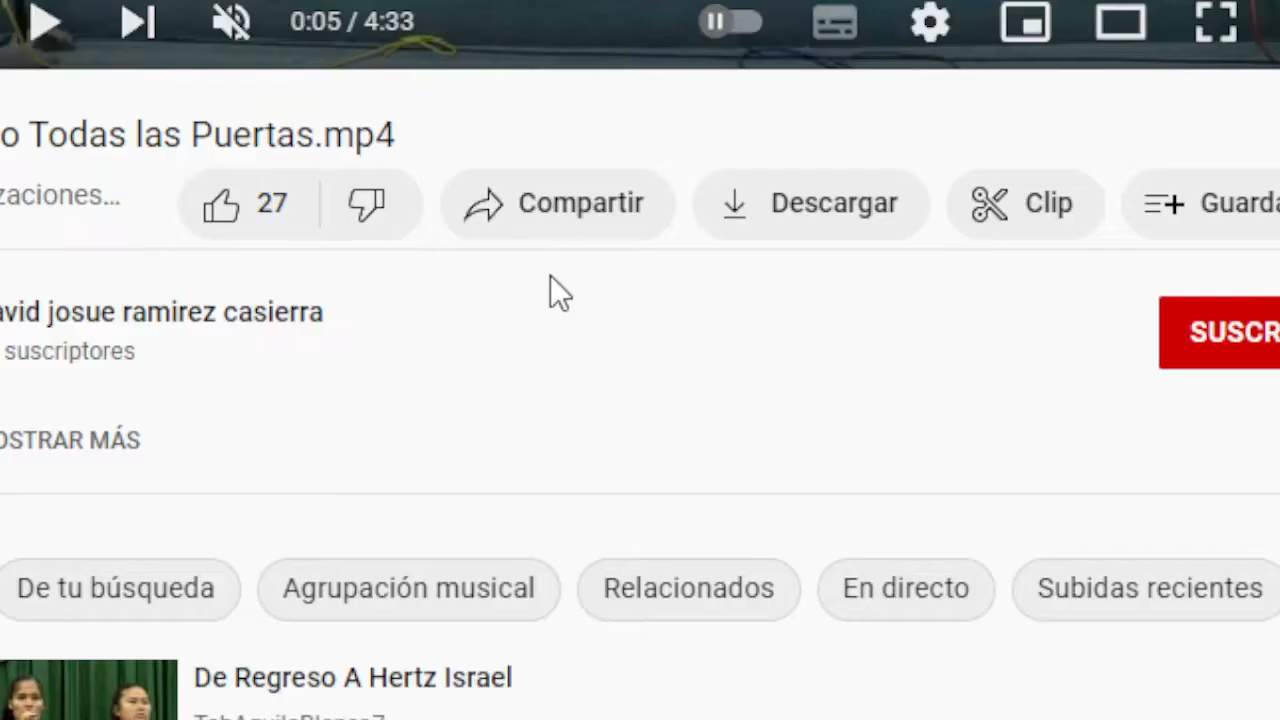 0:05 / 4:33
o Todas las Puertas.mp4
zaciones...
27
Compartir
Descargar
Clip
Guarda
avid josue ramirez casierra
suscriptores
SUSCR
OSTRAR MÁS
De tu búsqueda
Agrupación musical
Relacionados
En directo
Subidas recientes
De Regreso A Hertz Israel